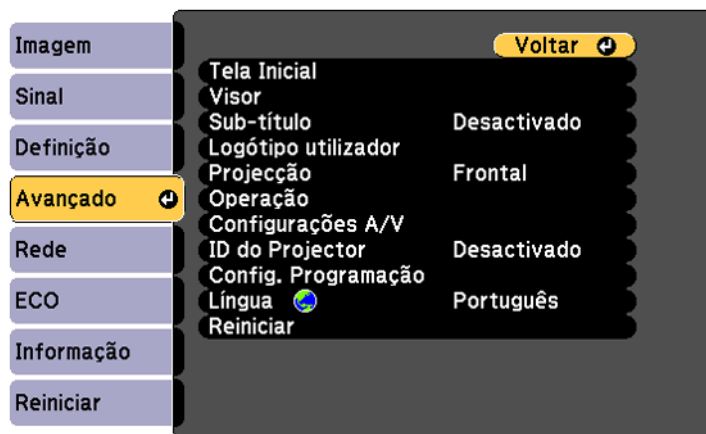 Imagem
Sinal
Definição
Avançado
Rede
ECO
Informação
Reiniciar
Voltar
Tela Inicial
Visor
Sub-título Desactivado
Logótipo utilizador
Projecção Frontal
Operação
Configurações A/V
ID do Projector Desactivado
Config. Programação
Língua Português
Reiniciar